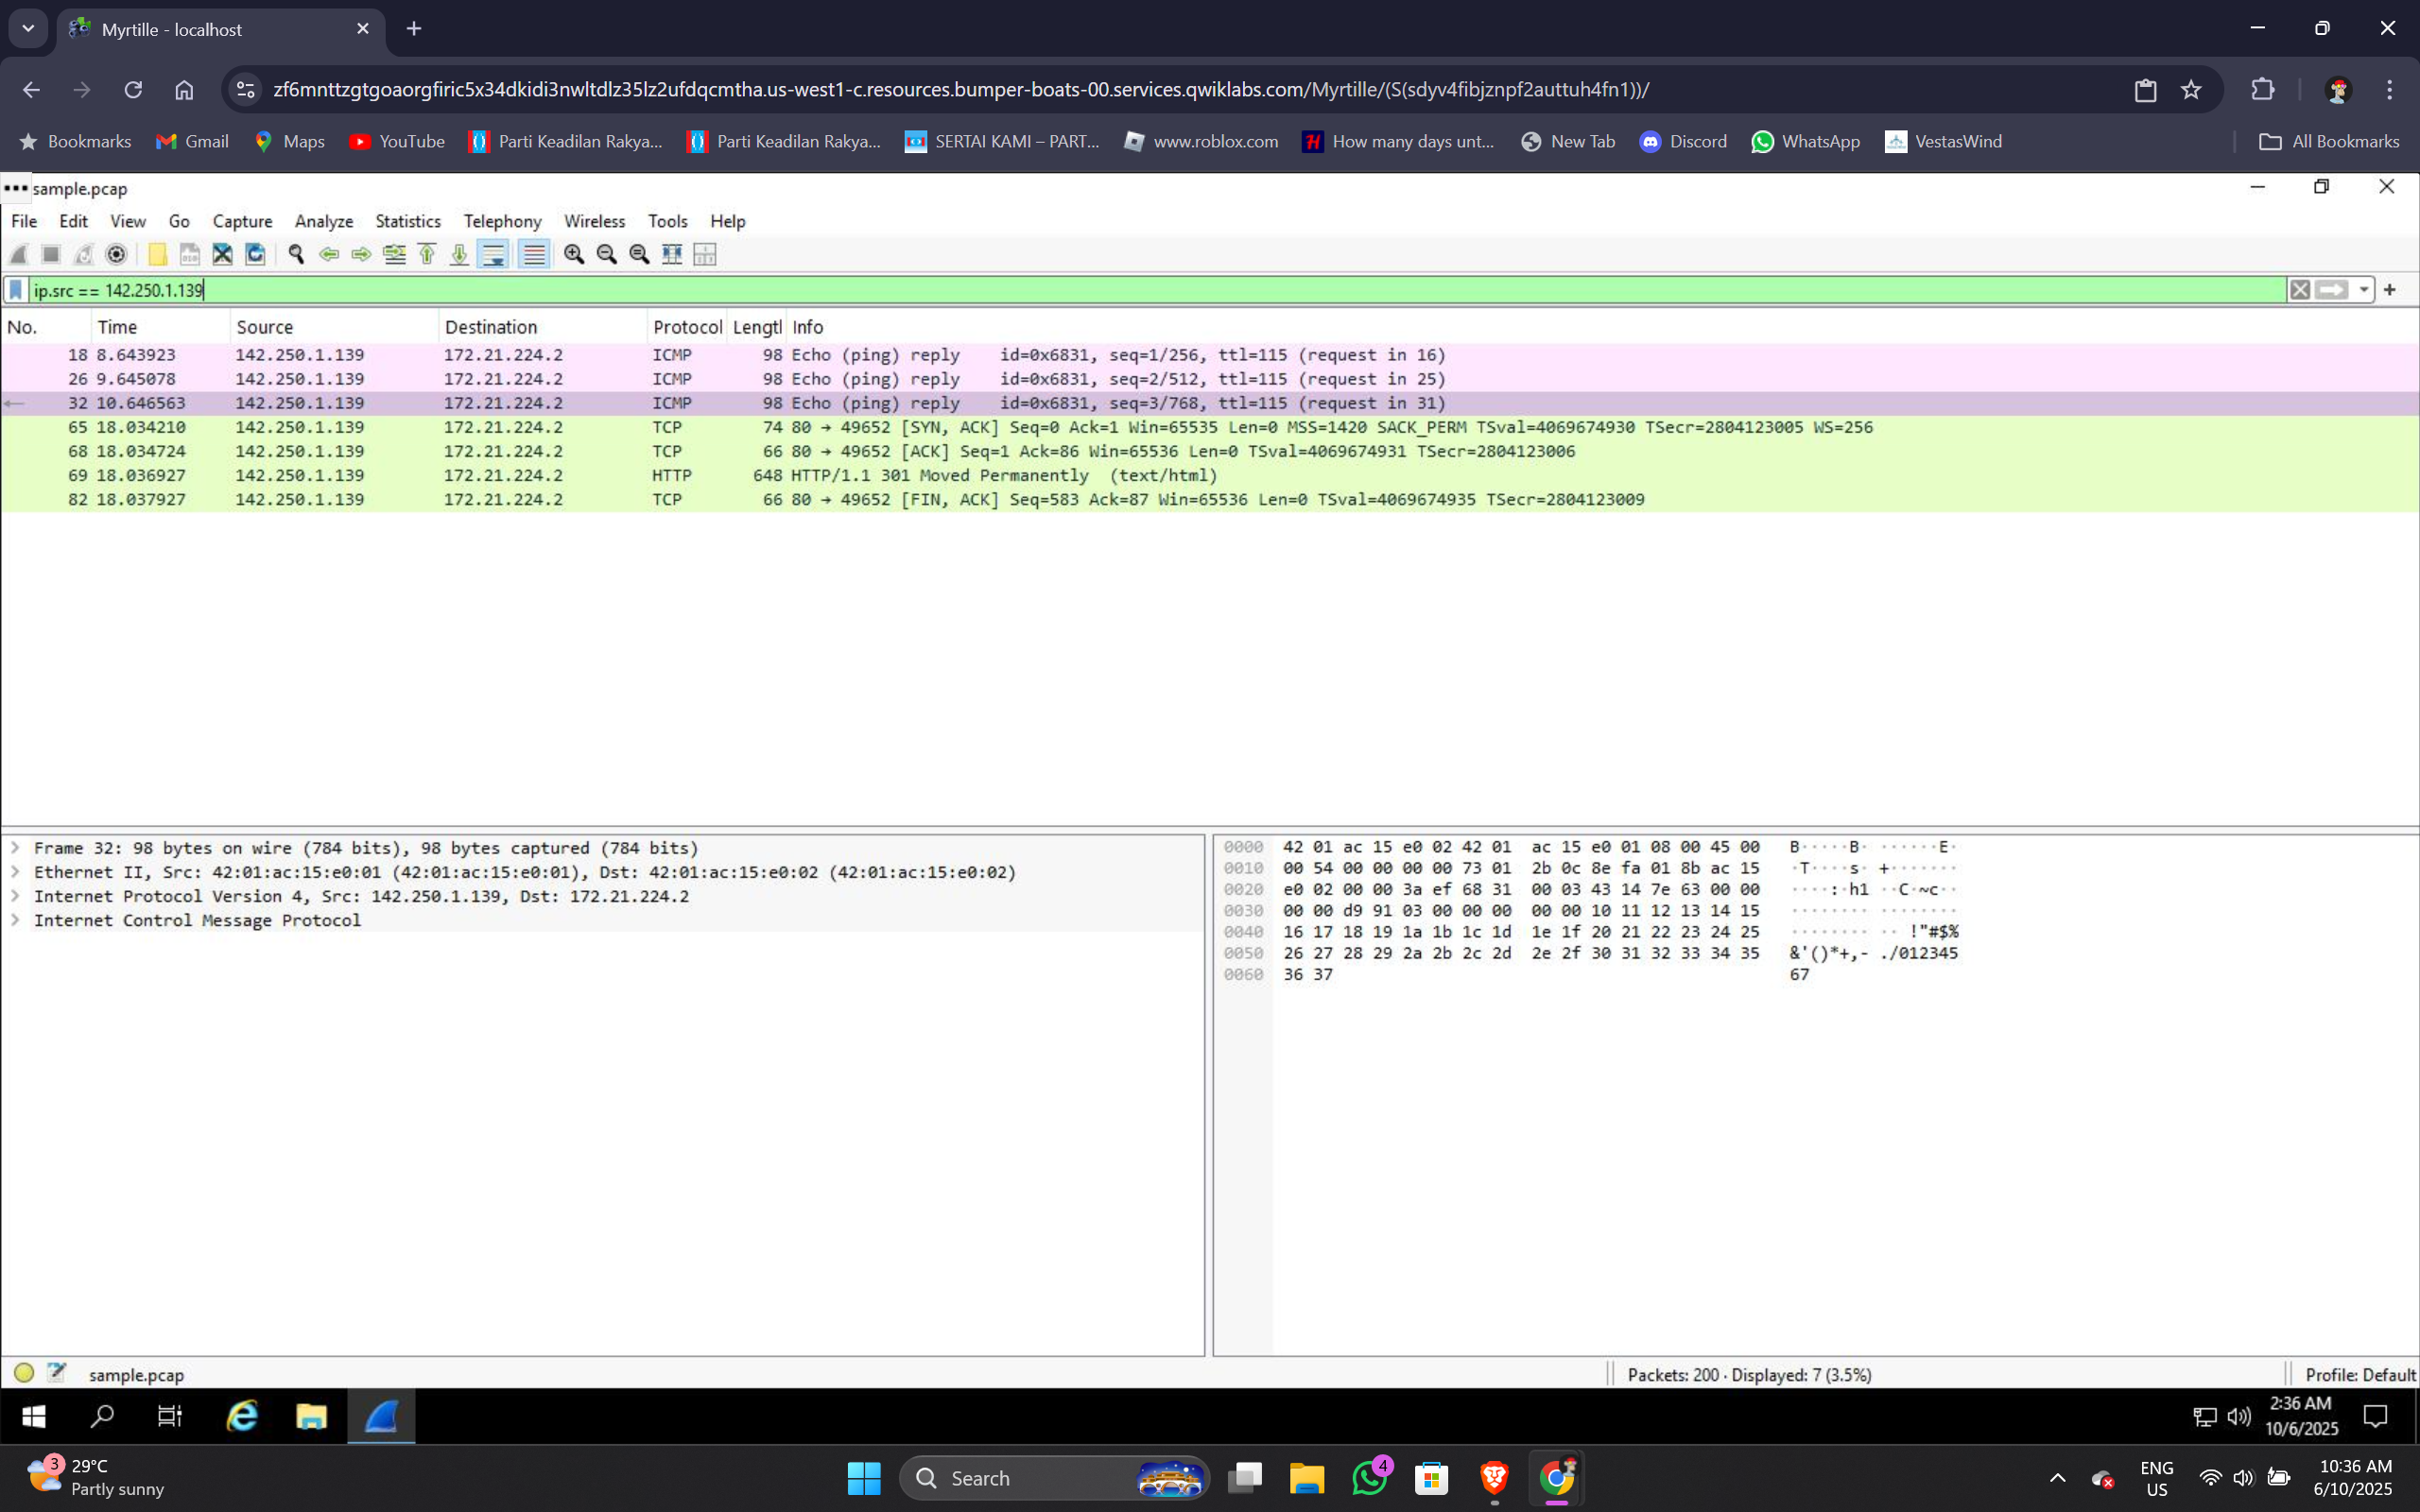 Myrtille - localhost
zf6mnttzgtgoaorgfiric5x34dkidi3nwltdlz35lz2ufdqcmtha.us-west1-c.resources.bumper-boats-00.services.qwiklabs.com/Myrtille/(S(sdyv4fibjznpf2auttuh4fn1))/
Bookmarks Gmail Maps YouTube Parti Keadilan Rakya... Parti Keadilan Rakya... SERTAI KAMI – PART... www.roblox.com How many days unt... New Tab Discord WhatsApp VestasWind All Bookmarks
sample.pcap
File Edit View Go Capture Analyze Statistics Telephony Wireless Tools Help
ip.src == 142.250.1.139
No. Time Source Destination Protocol Lengtl Info
18 8.643923 142.250.1.139 172.21.224.2 ICMP 98 Echo (ping) reply id=0x6831, seq=1/256, ttl=115 (request in 16)
26 9.645078 142.250.1.139 172.21.224.2 ICMP 98 Echo (ping) reply id=0x6831, seq=2/512, ttl=115 (request in 25)
32 10.646563 142.250.1.139 172.21.224.2 ICMP 98 Echo (ping) reply id=0x6831, seq=3/768, ttl=115 (request in 31)
65 18.034210 142.250.1.139 172.21.224.2 TCP 74 80 → 49652 [SYN, ACK] Seq=0 Ack=1 Win=65535 Len=0 MSS=1420 SACK_PERM TSval=4069674930 TSecr=2804123005 WS=256
68 18.034724 142.250.1.139 172.21.224.2 TCP 66 80 → 49652 [ACK] Seq=1 Ack=86 Win=65536 Len=0 TSval=4069674931 TSecr=2804123006
69 18.036927 142.250.1.139 172.21.224.2 HTTP 648 HTTP/1.1 301 Moved Permanently (text/html)
82 18.037927 142.250.1.139 172.21.224.2 TCP 66 80 → 49652 [FIN, ACK] Seq=583 Ack=87 Win=65536 Len=0 TSval=4069674935 TSecr=2804123009
Frame 32: 98 bytes on wire (784 bits), 98 bytes captured (784 bits)
Ethernet II, Src: 42:01:ac:15:e0:01 (42:01:ac:15:e0:01), Dst: 42:01:ac:15:e0:02 (42:01:ac:15:e0:02)
Internet Protocol Version 4, Src: 142.250.1.139, Dst: 172.21.224.2
Internet Control Message Protocol
0000 42 01 ac 15 e0 02 42 01 ac 15 e0 01 08 00 45 00 B·····B· ······E·
0010 00 54 00 00 00 00 73 01 2b 0c 8e fa 01 8b ac 15 ·T····s· +·······
0020 e0 02 00 00 3a ef 68 31 00 03 43 14 7e 63 00 00 ····:·h1 ··C·~c··
0030 00 00 d9 91 03 00 00 00 00 00 10 11 12 13 14 15 ········ ········
0040 16 17 18 19 1a 1b 1c 1d 1e 1f 20 21 22 23 24 25 ········ ·· !"#$%
0050 26 27 28 29 2a 2b 2c 2d 2e 2f 30 31 32 33 34 35 &'()*+,- ./012345
0060 36 37 67
sample.pcap Packets: 200 · Displayed: 7 (3.5%) Profile: Default
2:36 AM
10/6/2025
3
29°C
Partly sunny
Search
4
ENG
US
10:36 AM
6/10/2025